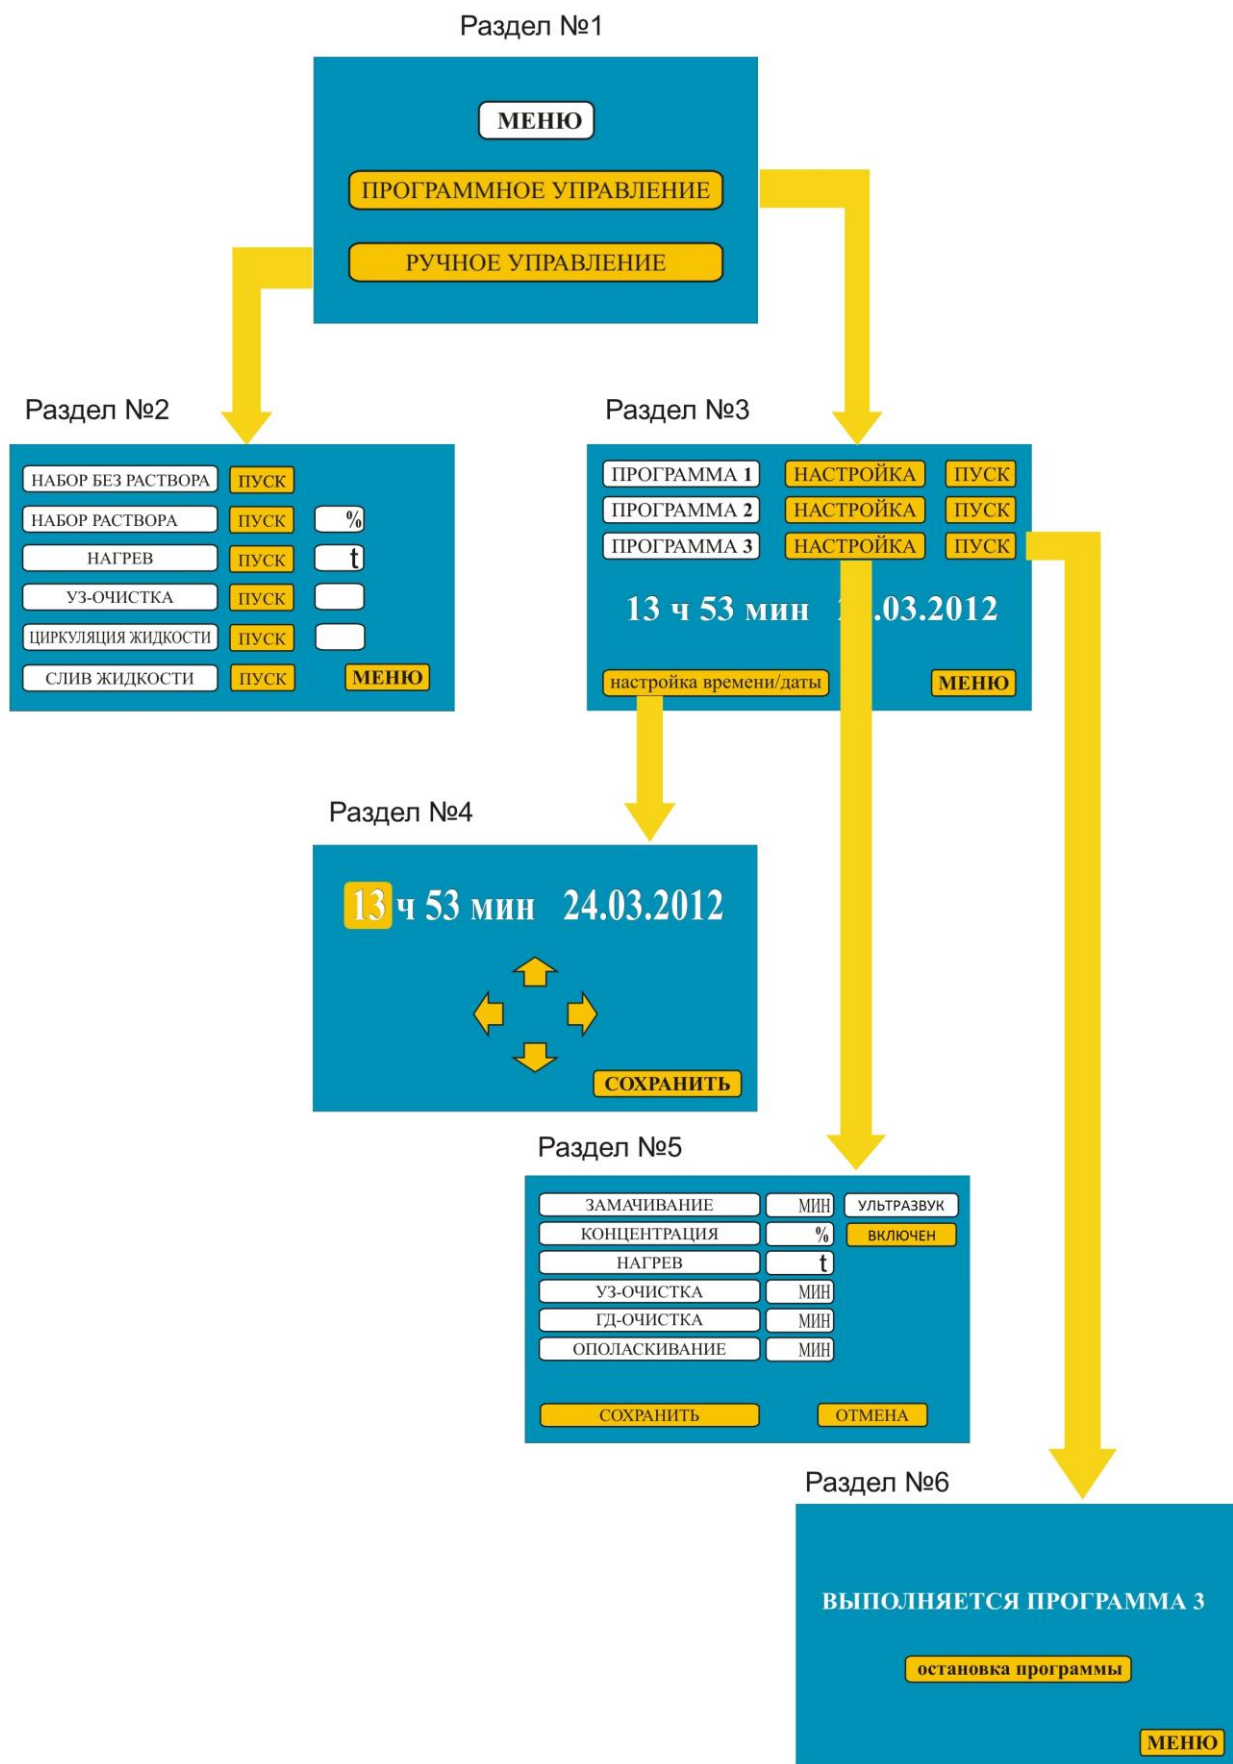 Раздел №1
МЕНЮ
ПРОГРАММНОЕ УПРАВЛЕНИЕ
РУЧНОЕ УПРАВЛЕНИЕ
Раздел №2
НАБОР БЕЗ РАСТВОРА ПУСК
НАБОР РАСТВОРА ПУСК %
НАГРЕВ ПУСК t
УЗ-ОЧИСТКА ПУСК
ЦИРКУЛЯЦИЯ ЖИДКОСТИ ПУСК
СЛИВ ЖИДКОСТИ ПУСК МЕНЮ
Раздел №3
ПРОГРАММА 1 НАСТРОЙКА ПУСК
ПРОГРАММА 2 НАСТРОЙКА ПУСК
ПРОГРАММА 3 НАСТРОЙКА ПУСК
13 ч 53 мин .03.2012
настройка времени/даты МЕНЮ
Раздел №4
13 ч 53 мин 24.03.2012
СОХРАНИТЬ
Раздел №5
ЗАМАЧИВАНИЕ МИН УЛЬТРАЗВУК
КОНЦЕНТРАЦИЯ % ВКЛЮЧЕН
НАГРЕВ t
УЗ-ОЧИСТКА МИН
ГД-ОЧИСТКА МИН
ОПОЛАСКИВАНИЕ МИН
СОХРАНИТЬ ОТМЕНА
Раздел №6
ВЫПОЛНЯЕТСЯ ПРОГРАММА 3
остановка программы
МЕНЮ